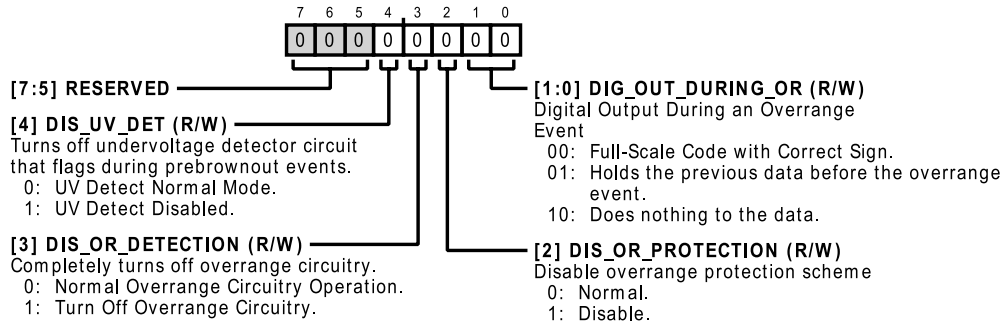 7 6 5 4 3 2 1 0
0 0 0 0 0 0 0 0
[7:5] RESERVED
[4] DIS_UV_DET (R/W)
Turns off undervoltage detector circuit
that flags during prebrownout events.
0: UV Detect Normal Mode.
1: UV Detect Disabled.
[3] DIS_OR_DETECTION (R/W)
Completely turns off overrange circuitry.
0: Normal Overrange Circuitry Operation.
1: Turn Off Overrange Circuitry.
[1:0] DIG_OUT_DURING_OR (R/W)
Digital Output During an Overrange
Event
00: Full-Scale Code with Correct Sign.
01: Holds the previous data before the overrange
event.
10: Does nothing to the data.
[2] DIS_OR_PROTECTION (R/W)
Disable overrange protection scheme
0: Normal.
1: Disable.